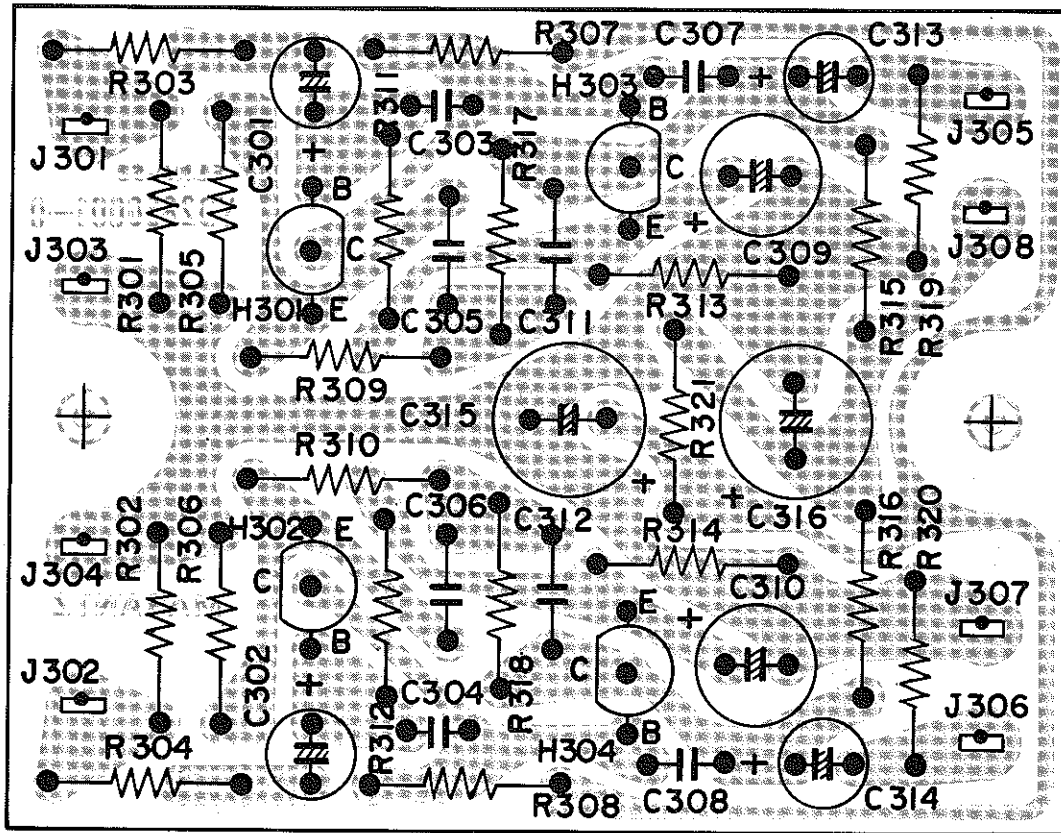 R307 C307 C313
R303
H303
B
+
R311
J301
C301
C303
R317
J305
+
B
C
J303
C
E
+
J308
C309
R301
R305
H301
E
C305
C311
R313
R315
R319
R309
C315
R321
R310
C306
+
+
C316
R316
R320
R302
R306
H302
E
C312
R314
J304
C
C310
J307
E
+
B
J302
C302
+
C304
R318
C
J306
R304
R312
H304
B
+
R308
C308
C314